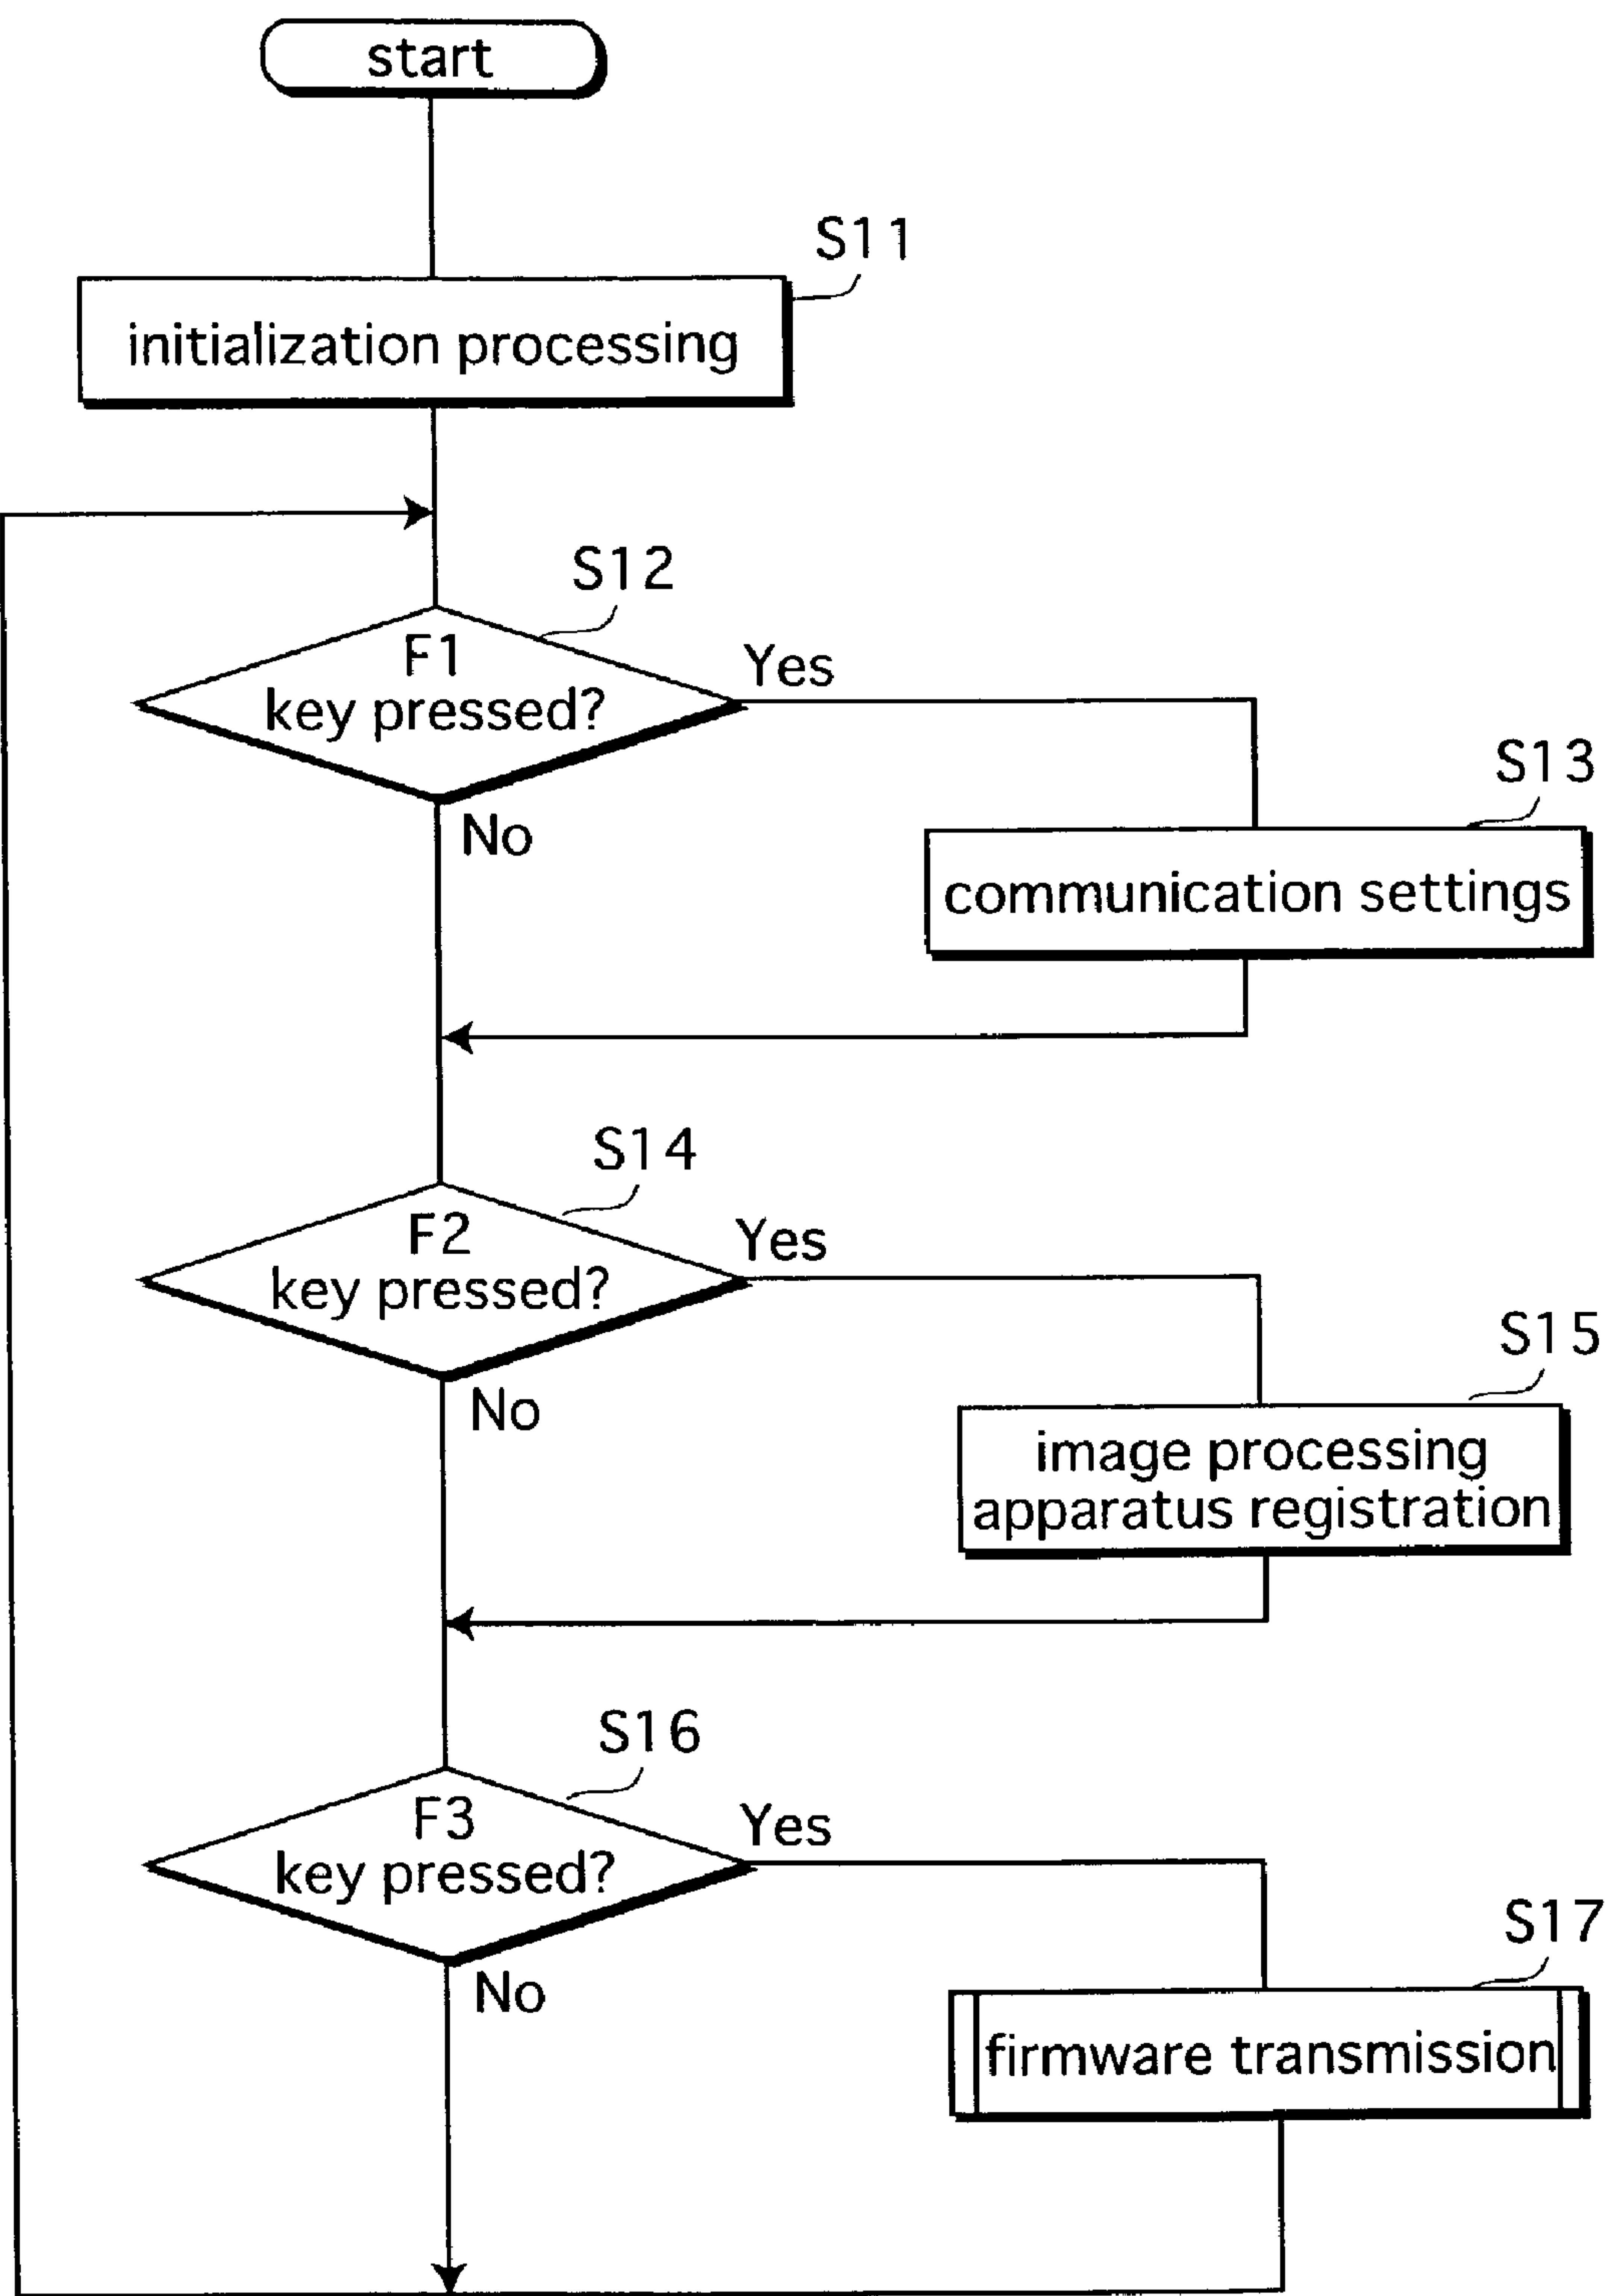 start
S11
initialization processing
S12
F1
key pressed?
Yes
No
S13
communication settings
S14
F2
key pressed?
Yes
No
S15
image processing
apparatus registration
S16
F3
key pressed?
Yes
No
S17
firmware transmission